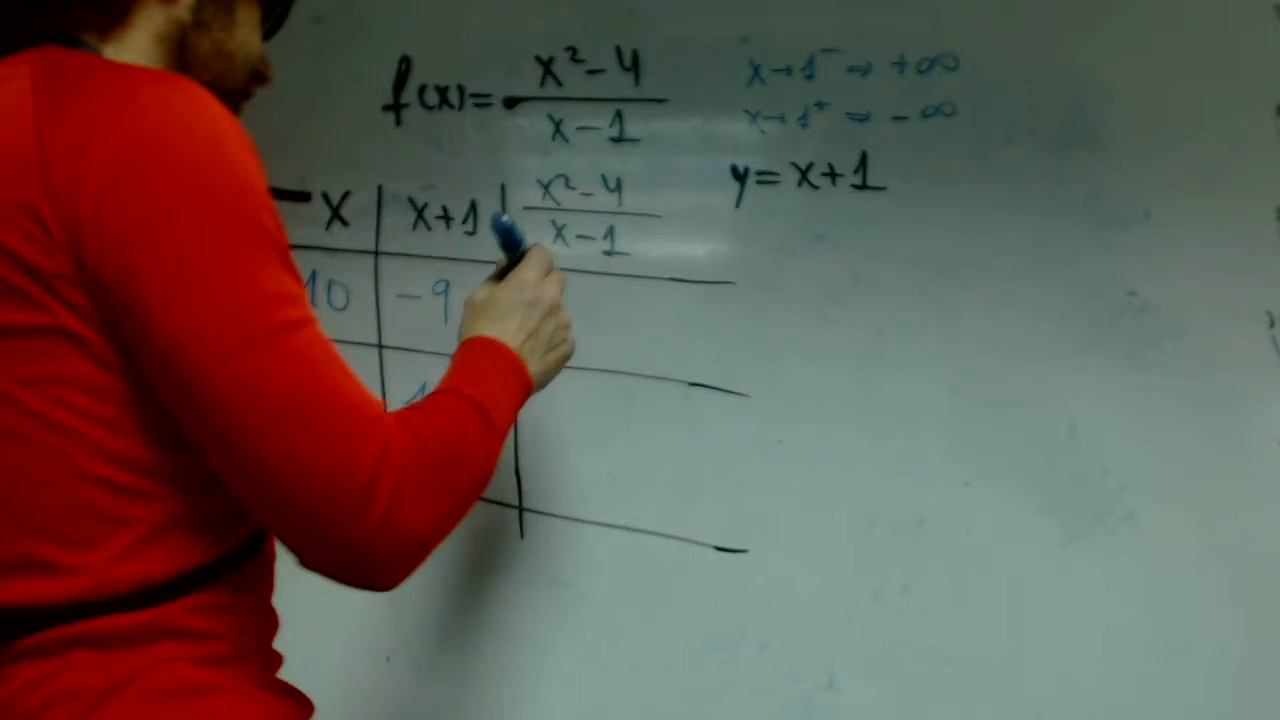 f(x)= x²-4 / x-1
x→1⁻ ⇒ +∞
x→1⁺ ⇒ -∞
y=x+1
x | x+1 | x²-4 / x-1
10 | -9